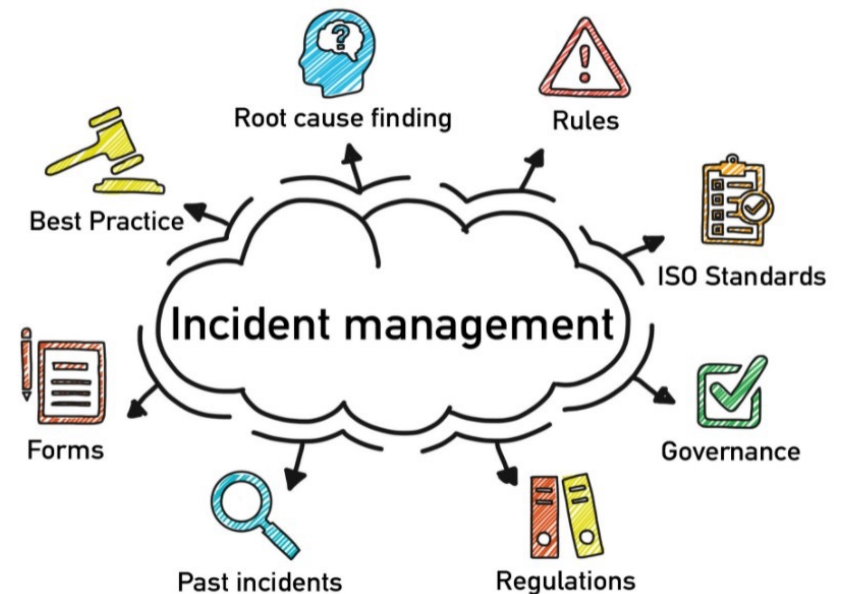 Root cause finding
Rules
Best Practice
ISO Standards
Incident management
Forms
Governance
Past incidents
Regulations